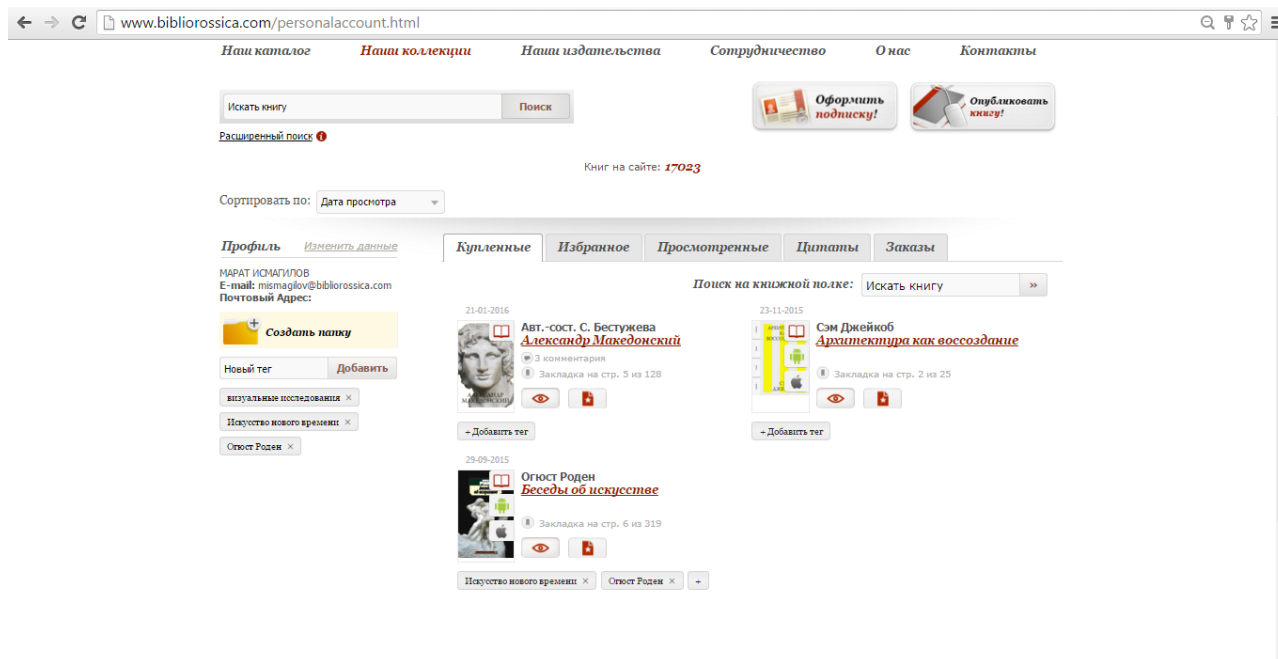 www.bibliorossica.com/personalaccount.html
Наш каталог Наши коллекции Наши издательства Сотрудничество О нас Контакты
Искать книгу Поиск
Оформить подписку!
Опубликовать книгу!
Расширенный поиск
Книг на сайте: 17023
Сортировать по: Дата просмотра
Профиль Изменить данные
МАРАТ ИСМАГИЛОВ
E-mail: mismagilov@bibliorossica.com
Почтовый Адрес:
Создать папку
Новый тег Добавить
визуальные исследования ×
Искусство нового времени ×
Огюст Роден ×
Купленные Избранное Просмотренные Цитаты Заказы
Поиск на книжной полке: Искать книгу »
21-01-2016
Авт.-сост. С. Бестужева
Александр Македонский
3 комментария
Закладка на стр. 5 из 128
+ Добавить тег
23-11-2015
Сэм Джейкоб
Архитектура как воссоздание
Закладка на стр. 2 из 25
+ Добавить тег
29-09-2015
Огюст Роден
Беседы об искусстве
Закладка на стр. 6 из 319
Искусство нового времени × Огюст Роден × +